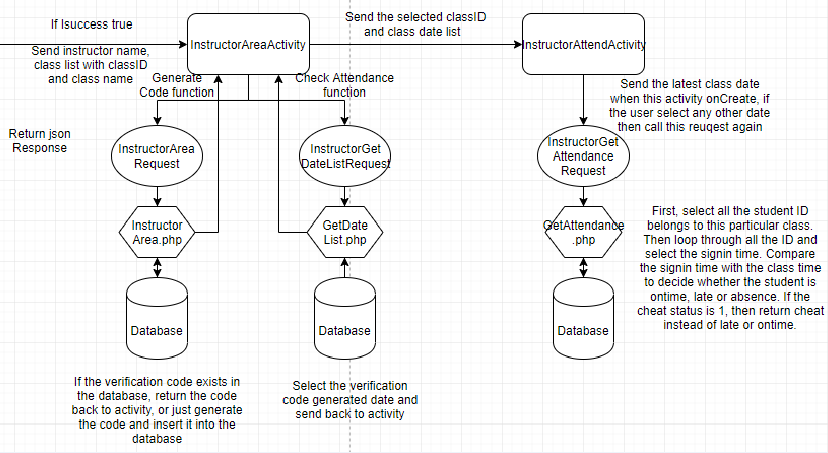 If Isuccess true
Send instructor name,
class list with classID
and class name
InstructorAreaActivity
Send the selected classID
and class date list
InstructorAttendActivity
Generate
Code function
Check Attendance
function
Send the latest class date
when this activity onCreate, if
the user select any other date
then call this reuqest again
Return json
Response
InstructorArea
Request
InstructorGet
DateListRequest
InstructorGet
Attendance
Request
Instructor
Area.php
GetDate
List.php
GetAttendance
.php
First, select all the student ID
belongs to this particular class.
Then loop through all the ID and
select the signin time. Compare
the signin time with the class time
to decide whether the student is
ontime, late or absence. If the
cheat status is 1, then return cheat
instead of late or ontime.
Database
Database
Database
If the verification code exists in
the database, return the code
back to activity, or just generate
the code and insert it into the
database
Select the verification
code generated date and
send back to activity